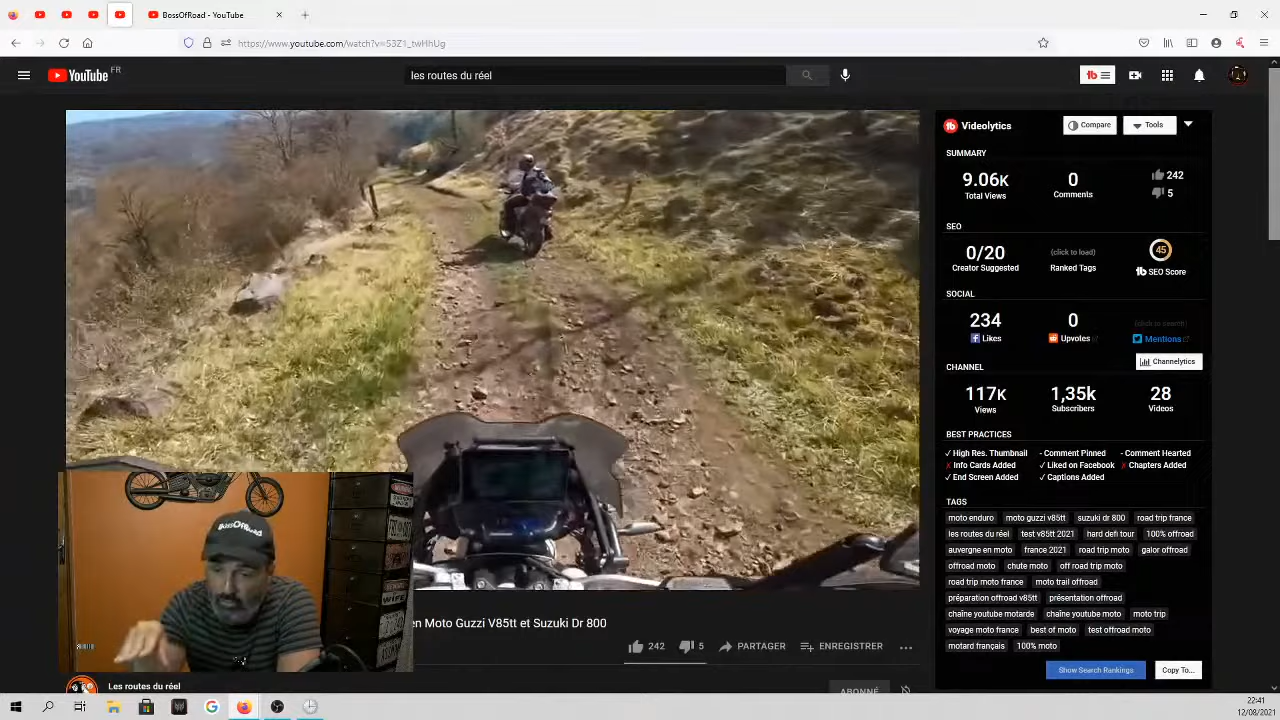 BossOfRoad - YouTube
https://www.youtube.com/watch?v=53Z1_twHhUg
YouTube FR
les routes du réel
Videolytics
Compare
Tools
SUMMARY
9.06K
Total Views
0
Comments
242
5
SEO
0/20
Creator Suggested
(click to load)
Ranked Tags
45
SEO Score
SOCIAL
234
Likes
0
Upvotes
(click to search)
Mentions
CHANNEL
Channelytics
117K
Views
1,35k
Subscribers
28
Videos
BEST PRACTICES
✓ High Res. Thumbnail - Comment Pinned - Comment Hearted
✗ Info Cards Added ✓ Liked on Facebook ✗ Chapters Added
✓ End Screen Added ✓ Captions Added
TAGS
moto enduro moto guzzi v85tt suzuki dr 800 road trip france
les routes du réel test v85tt 2021 hard defi tour 100% offroad
auvergne en moto france 2021 road trip moto galor offroad
offroad moto chute moto off road trip moto
road trip moto france moto trail offroad
préparation offroad v85tt présentation offroad
chaîne youtube motarde chaîne youtube moto moto trip
voyage moto france best of moto test offroad moto
motard français 100% moto
Show Search Rankings
Copy To...
BossOfRoad
WIFE
en Moto Guzzi V85tt et Suzuki Dr 800
242
5
PARTAGER
ENREGISTRER
Les routes du réel
ABONNÉ
22:41
12/08/2021